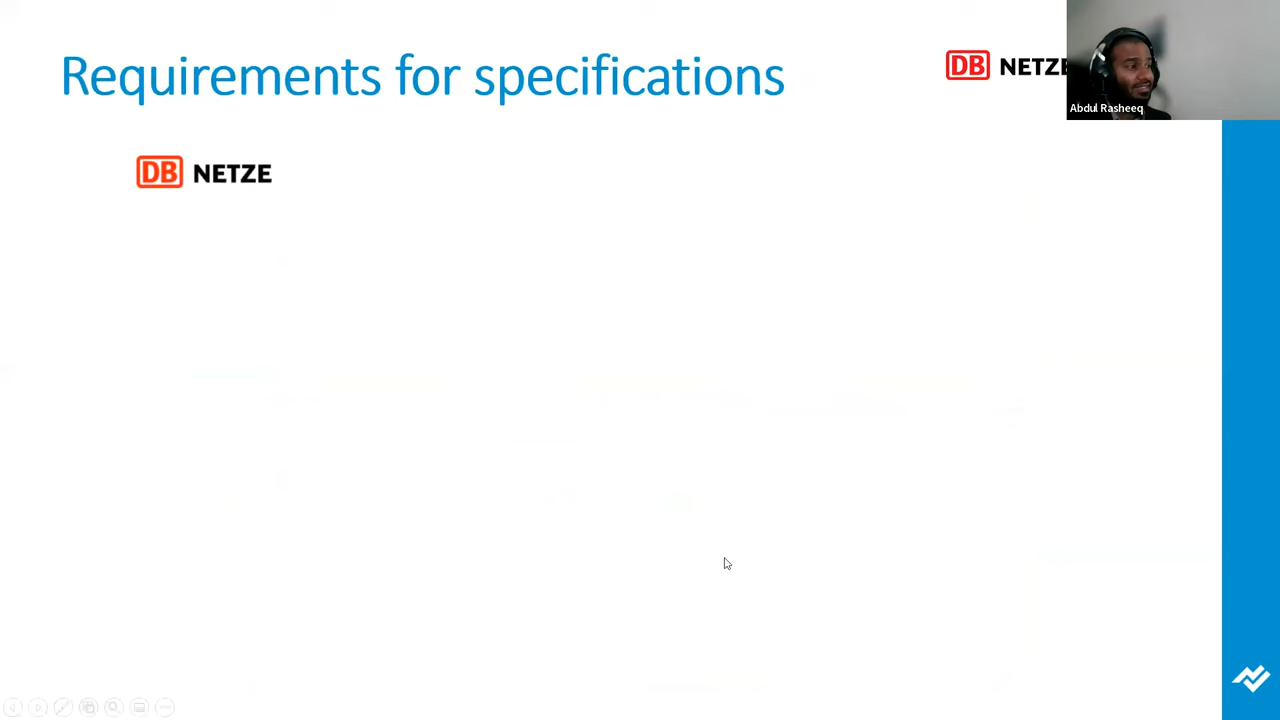 Requirements for specifications
DB NETZE
Abdul Rasheeq
DB NETZE